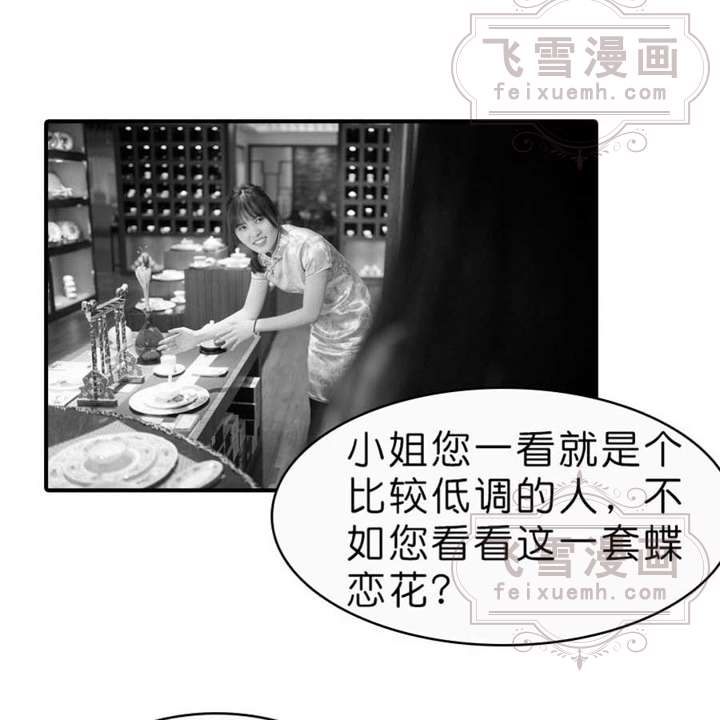 飞雪漫画
feixuemh.com
小姐您一看就是个
比较低调的人，不
如您看看这一套蝶
恋花？
飞雪漫画
feixuemh.com